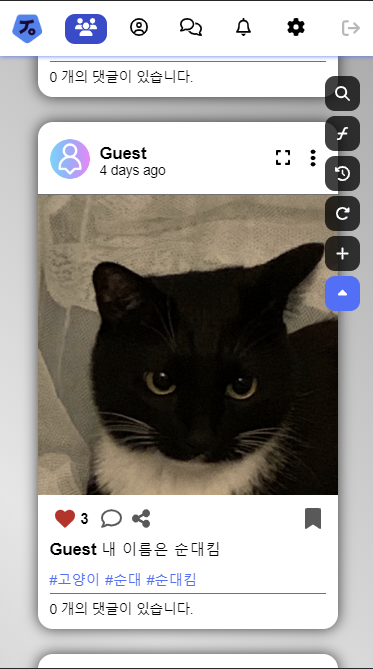 0 개의 댓글이 있습니다.
Guest
4 days ago
3
Guest 내 이름은 순대킴
#고양이 #순대 #순대킴
0 개의 댓글이 있습니다.